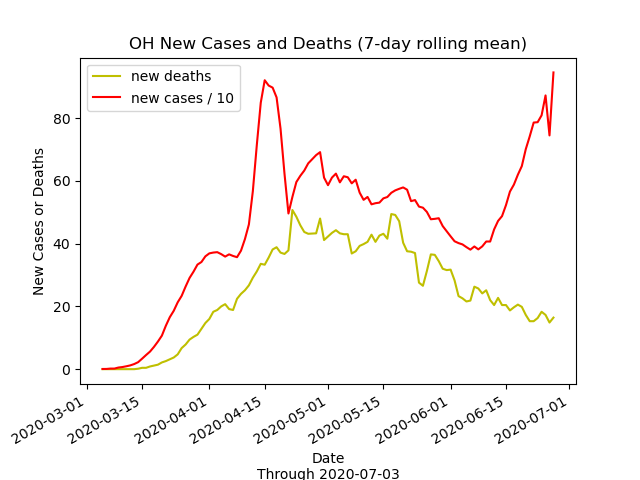 OH New Cases and Deaths (7-day rolling mean)
new deaths
new cases / 10
New Cases or Deaths
80
60
40
20
0
2020-03-01
2020-03-15
2020-04-01
2020-04-15
2020-05-01
2020-05-15
2020-06-01
2020-06-15
2020-07-01
Date
Through 2020-07-03